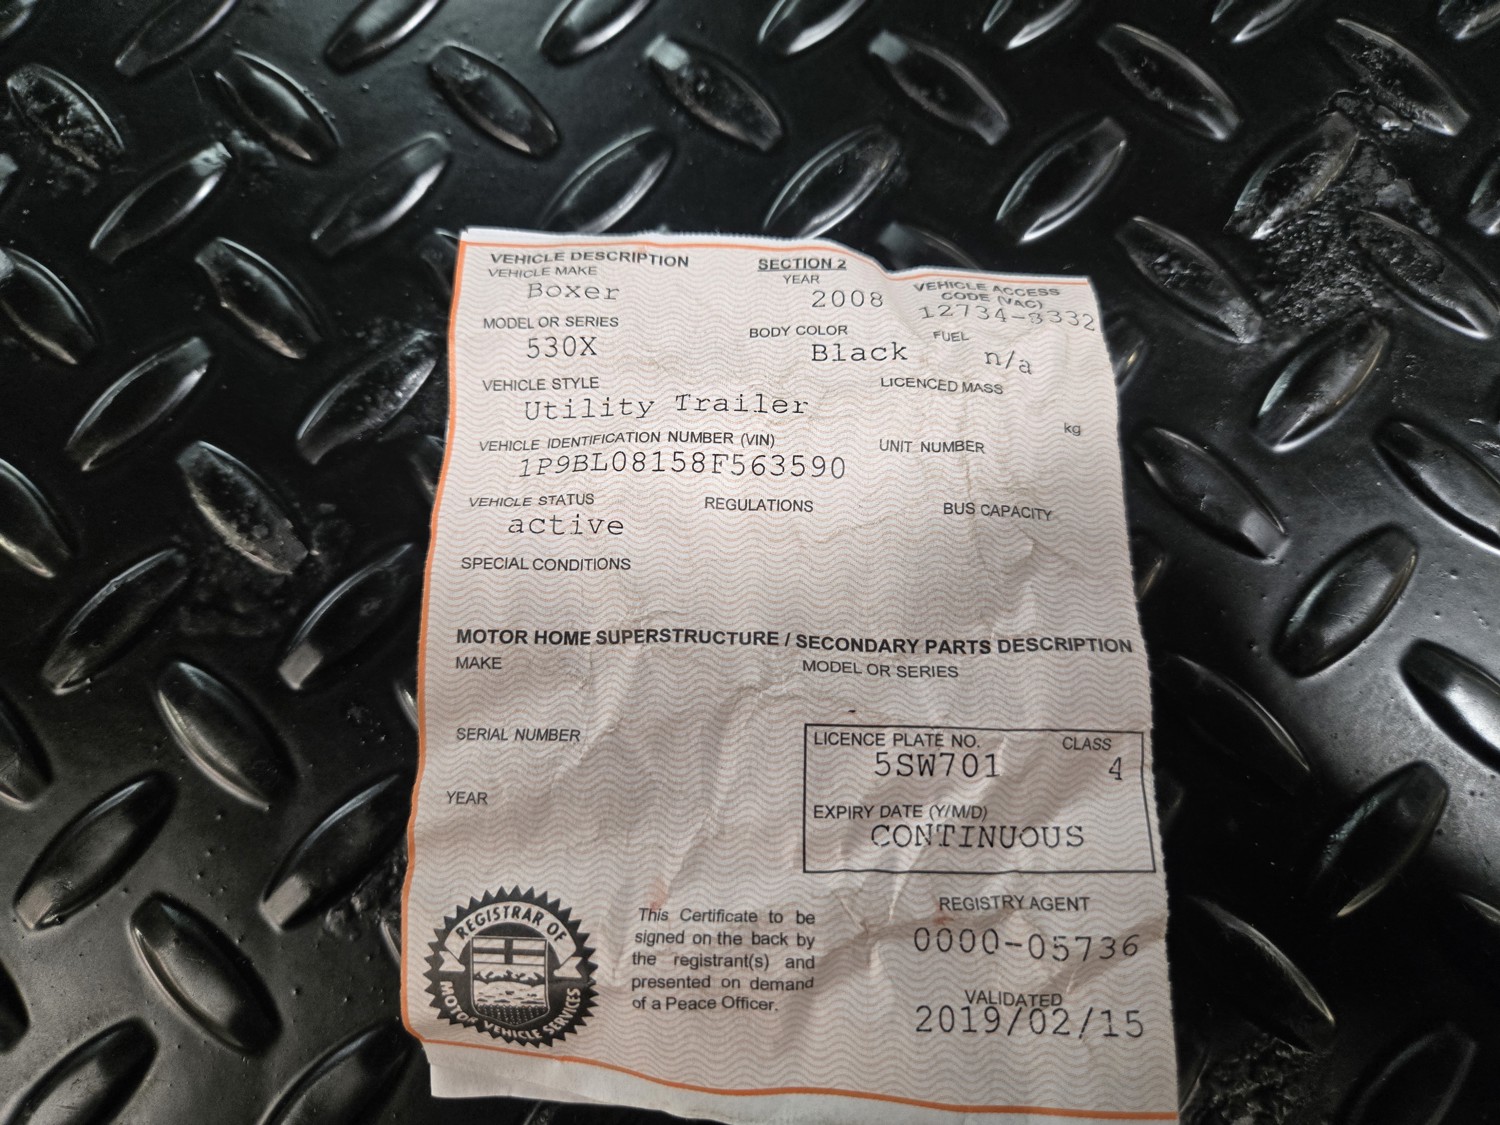 VEHICLE DESCRIPTION SECTION 2
VEHICLE MAKE YEAR VEHICLE ACCESS
CODE (VAC)
Boxer 2008 12734-8332
MODEL OR SERIES BODY COLOR FUEL
530X Black n/a
VEHICLE STYLE LICENCED MASS
Utility Trailer
kg
VEHICLE IDENTIFICATION NUMBER (VIN) UNIT NUMBER
1P9BL08158F563590
VEHICLE STATUS REGULATIONS BUS CAPACITY
active
SPECIAL CONDITIONS
MOTOR HOME SUPERSTRUCTURE / SECONDARY PARTS DESCRIPTION
MAKE MODEL OR SERIES
SERIAL NUMBER
LICENCE PLATE NO. CLASS
5SW701 4
YEAR
EXPIRY DATE (Y/M/D)
CONTINUOUS
REGISTRAR OF
MOTOR VEHICLE SERVICES
This Certificate to be
signed on the back by
the registrant(s) and
presented on demand
of a Peace Officer.
REGISTRY AGENT
0000-05736
VALIDATED
2019/02/15